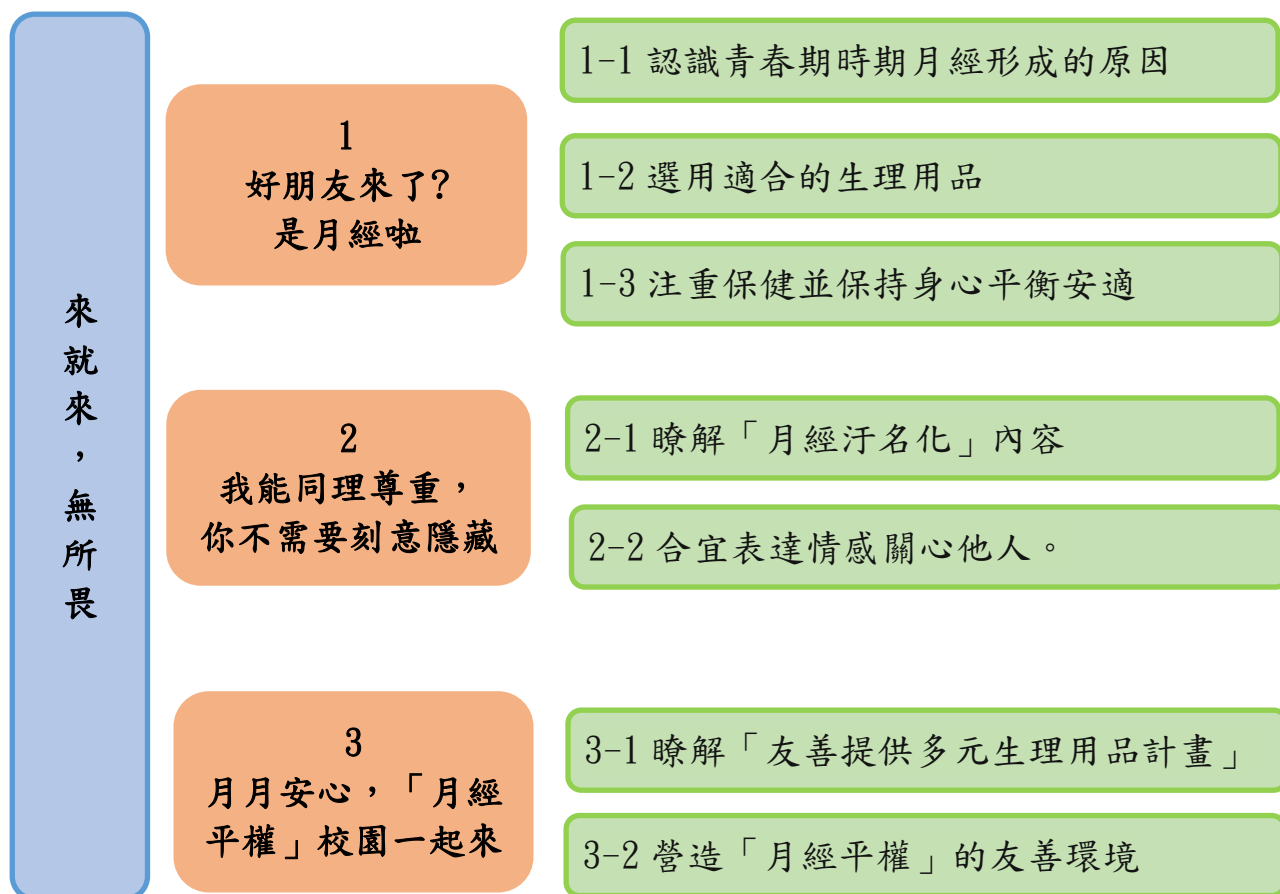 來就來，無所畏
1
好朋友來了?
是月經啦
1-1 認識青春期時期月經形成的原因
1-2 選用適合的生理用品
1-3 注重保健並保持身心平衡安適
2
我能同理尊重，
你不需要刻意隱藏
2-1 瞭解「月經汙名化」內容
2-2 合宜表達情感關心他人。
3
月月安心，「月經
平權」校園一起來
3-1 瞭解「友善提供多元生理用品計畫」
3-2 營造「月經平權」的友善環境